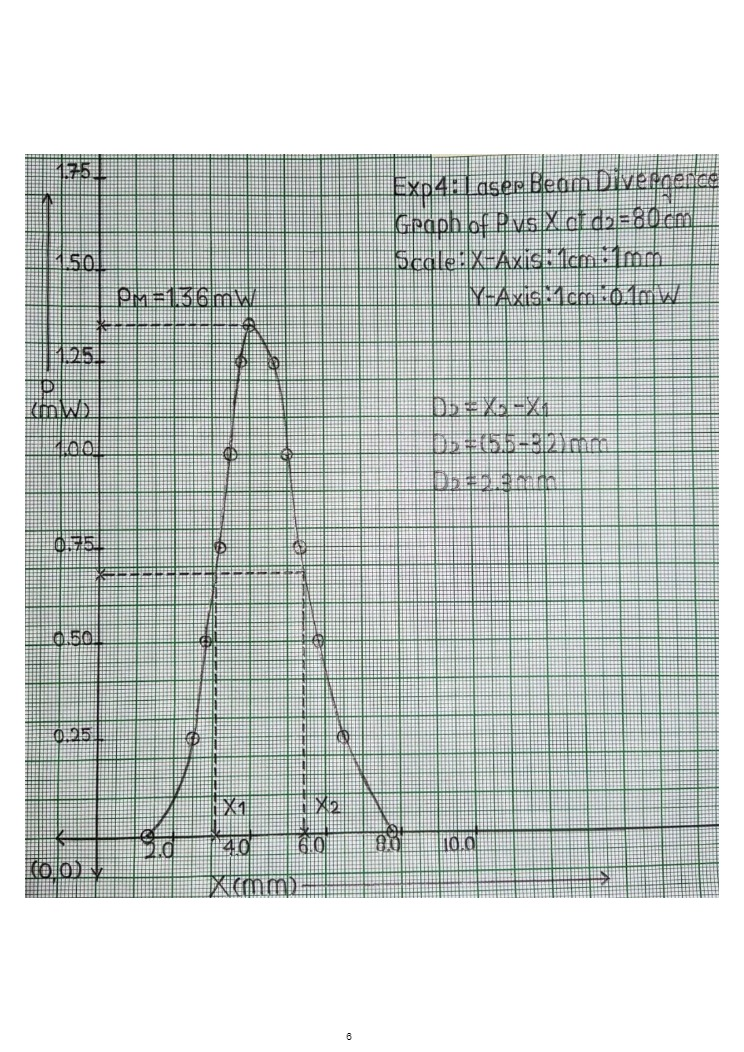 1.75
Exp4: Laser Beam Divergence
Graph of P vs X at d2=80cm
Scale: X-Axis:1cm:1mm
Y-Axis:1cm:0.1mW
1.50
PM=1.36mW
1.25
P
(mW)
D2=X2-X1
1.00
D2=(5.5-3.2)mm
D2=2.3mm
0.75
0.50
0.25
X1
X2
2.0
4.0
6.0
8.0
10.0
(0,0)
X(mm)
6